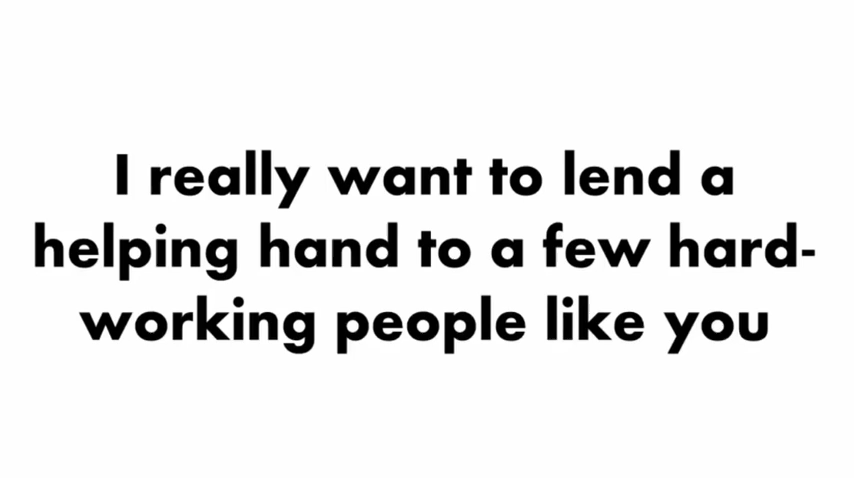 I really want to lend a
helping hand to a few hard-
working people like you